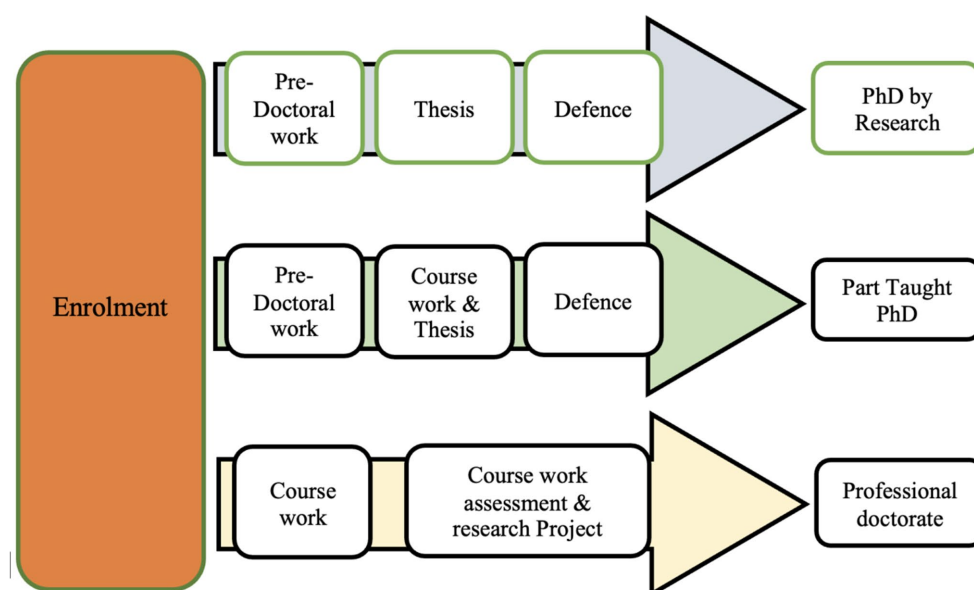 Enrolment
Pre-
Doctoral
work
Thesis
Defence
PhD by
Research
Pre-
Doctoral
work
Course
work &
Thesis
Defence
Part Taught
PhD
Course
work
Course work
assessment &
research Project
Professional
doctorate